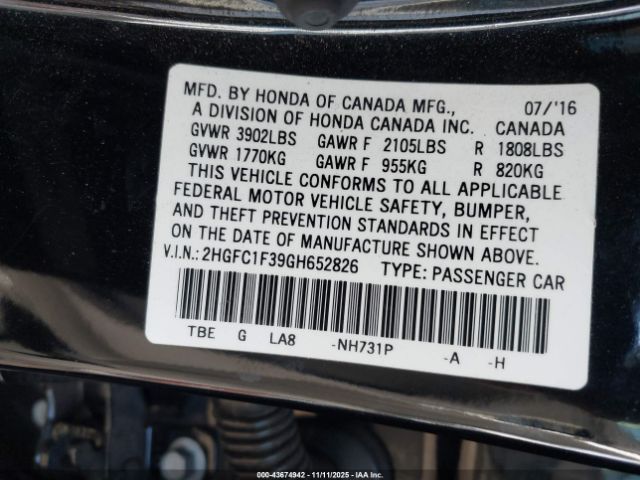 MFD. BY HONDA OF CANADA MFG., 07/'16
A DIVISION OF HONDA CANADA INC. CANADA
GVWR 3902LBS GAWR F 2105LBS R 1808LBS
GVWR 1770KG GAWR F 955KG R 820KG
THIS VEHICLE CONFORMS TO ALL APPLICABLE
FEDERAL MOTOR VEHICLE SAFETY, BUMPER,
AND THEFT PREVENTION STANDARDS IN EFFECT
ON THE DATE OF MANUFACTURE SHOWN ABOVE.
V.I.N.: 2HGFC1F39GH652826 TYPE: PASSENGER CAR
TBE G LA8 -NH731P -A -H
000-43674942 - 11/11/2025 - IAA Inc.